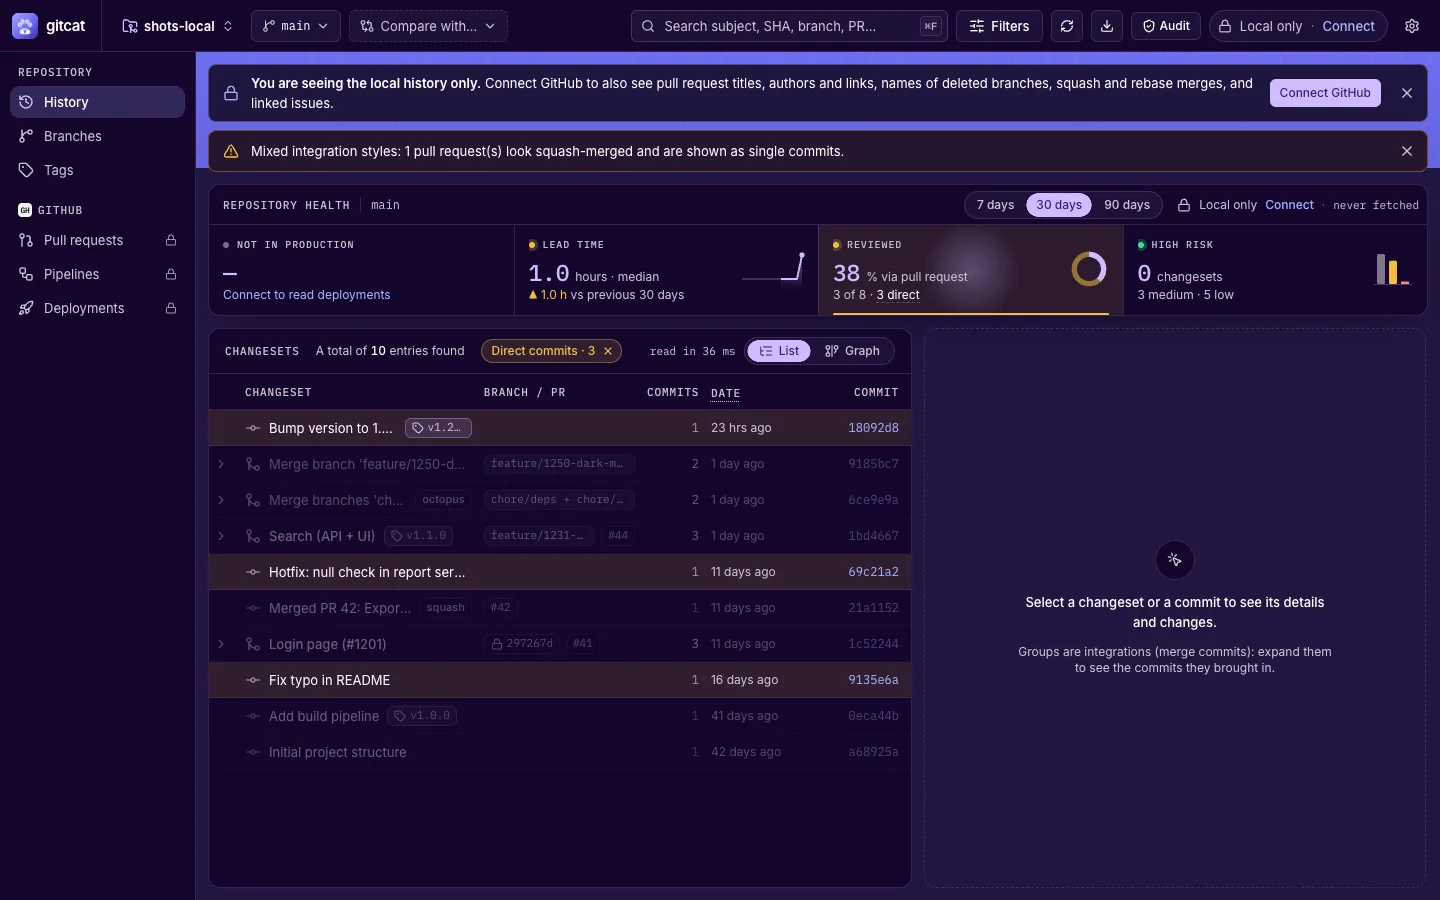 gitcat
shots-local
main
Compare with...
Search subject, SHA, branch, PR...
⌘F
Filters
Audit
Local only · Connect
REPOSITORY
History
Branches
Tags
GH GITHUB
Pull requests
Pipelines
Deployments
You are seeing the local history only. Connect GitHub to also see pull request titles, authors and links, names of deleted branches, squash and rebase merges, and
linked issues.
Connect GitHub
Mixed integration styles: 1 pull request(s) look squash-merged and are shown as single commits.
REPOSITORY HEALTH
main
7 days
30 days
90 days
Local only Connect · never fetched
NOT IN PRODUCTION
—
Connect to read deployments
LEAD TIME
1.0 hours · median
▲ 1.0 h vs previous 30 days
REVIEWED
38 % via pull request
3 of 8 · 3 direct
HIGH RISK
0 changesets
3 medium · 5 low
CHANGESETS
A total of 10 entries found
Direct commits · 3
read in 36 ms
List
Graph
CHANGESET BRANCH / PR COMMITS DATE COMMIT
Bump version to 1.... v1.2... 1 23 hrs ago 18092d8
Merge branch 'feature/1250-d... feature/1250-dark-m... 2 1 day ago 9185bc7
Merge branches 'ch... octopus chore/deps + chore/... 2 1 day ago 6ce9e9a
Search (API + UI) v1.1.0 feature/1231-... #44 3 1 day ago 1bd4667
Hotfix: null check in report ser... 1 11 days ago 69c21a2
Merged PR 42: Expor... squash #42 1 11 days ago 21a1152
Login page (#1201) 297267d #41 3 11 days ago 1c52244
Fix typo in README 1 16 days ago 9135e6a
Add build pipeline v1.0.0 1 41 days ago 0eca44b
Initial project structure 1 42 days ago a68925a
Select a changeset or a commit to see its details
and changes.
Groups are integrations (merge commits): expand them
to see the commits they brought in.